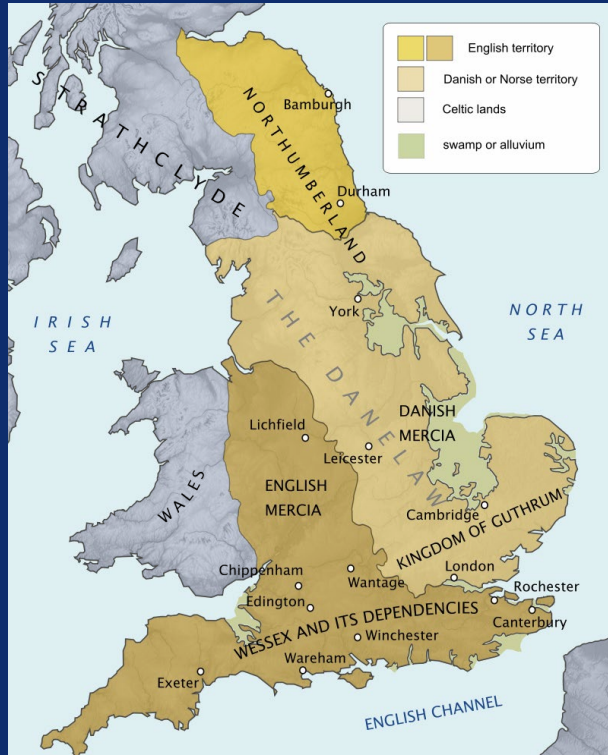 English territory
Danish or Norse territory
Celtic lands
swamp or alluvium
STRATHCLYDE
NORTHUMBERLAND
Bamburgh
Durham
IRISH
SEA
NORTH
SEA
York
THE DANELAW
DANISH
MERCIA
Lichfield
Leicester
ENGLISH
MERCIA
WALES
Cambridge
KINGDOM OF GUTHRUM
Chippenham
Wantage
London
Edington
Rochester
WESSEX AND ITS DEPENDENCIES
Canterbury
Winchester
Wareham
Exeter
ENGLISH CHANNEL